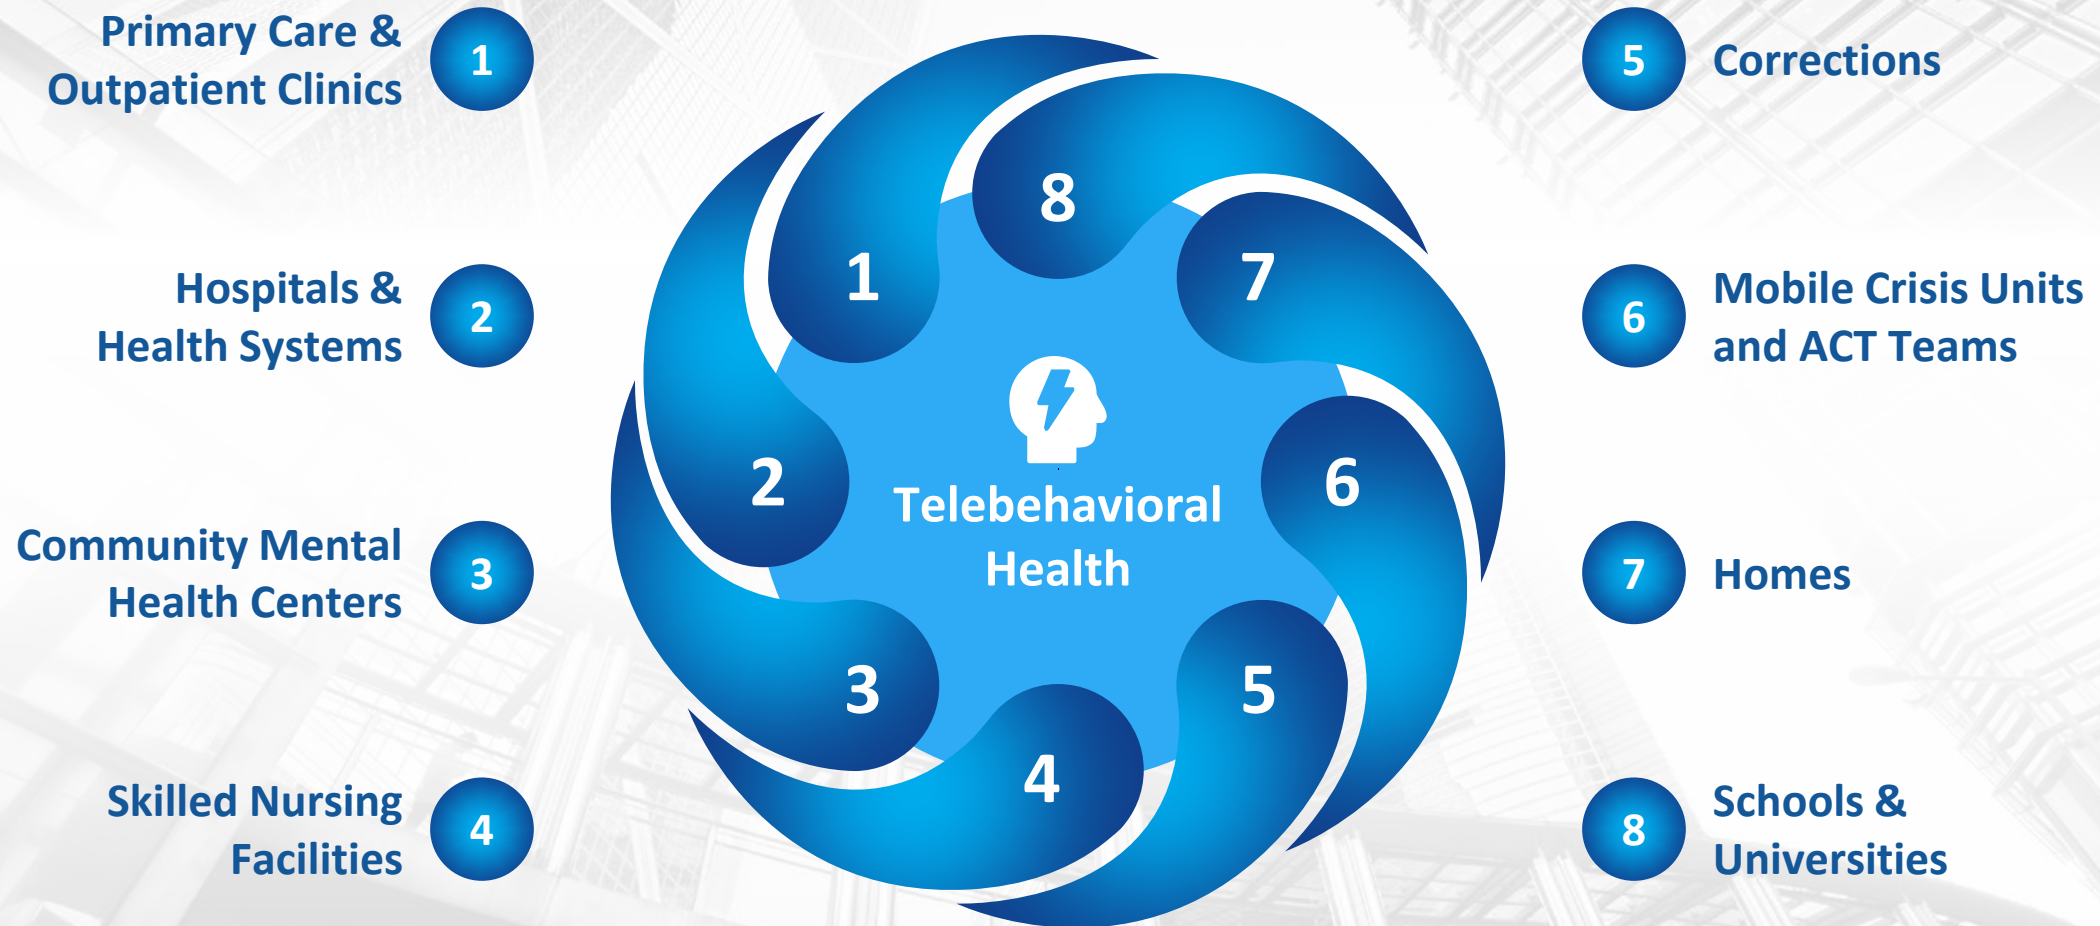 Primary Care &
Outpatient Clinics
1
Hospitals &
Health Systems
2
Community Mental
Health Centers
3
Skilled Nursing
Facilities
4
8
1
7
2
6
Telebehavioral
Health
3
5
4
5
Corrections
6
Mobile Crisis Units
and ACT Teams
7
Homes
8
Schools &
Universities